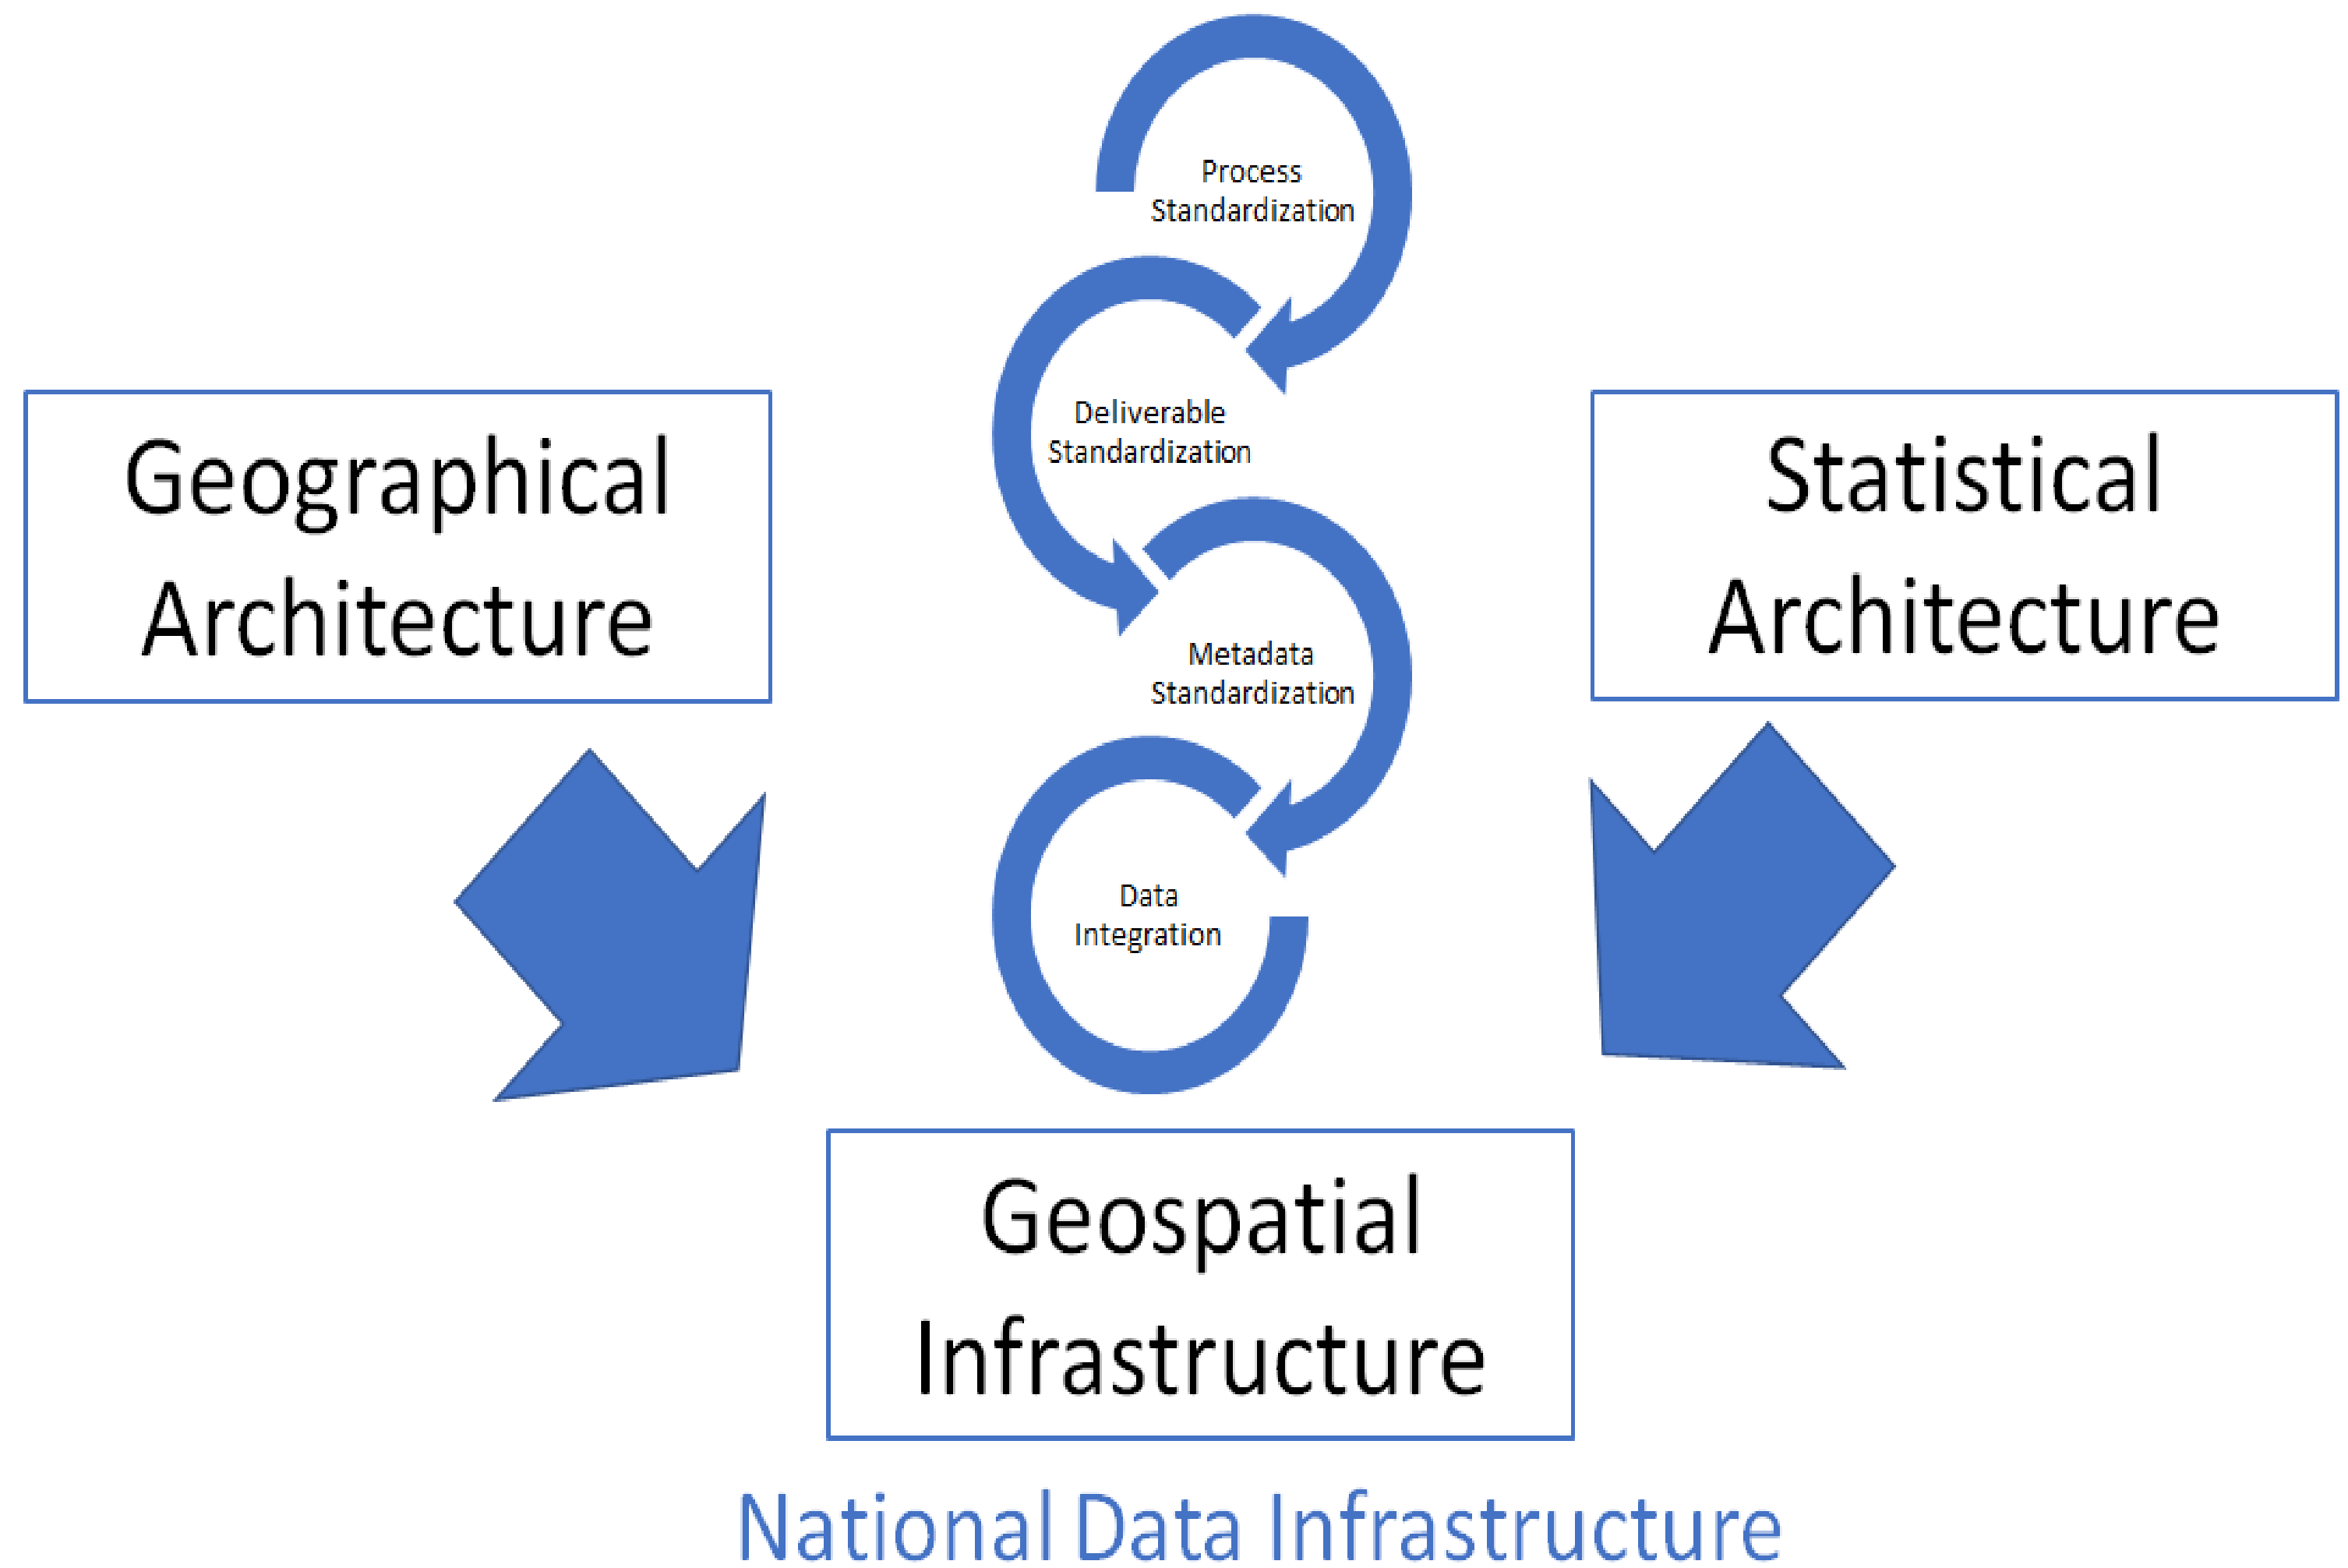 Process
Standardization
Deliverable
Standardization
Metadata
Standardization
Data
Integration
Geographical
Architecture
Statistical
Architecture
Geospatial
Infrastructure
National Data Infrastructure